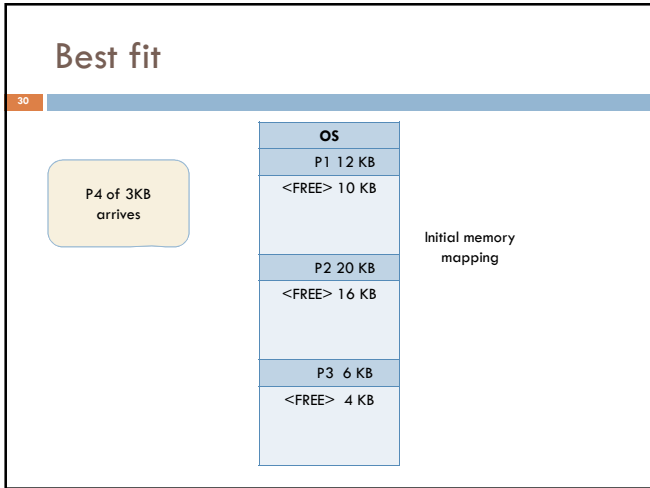 Best fit
30
OS
P1 12 KB
<FREE> 10 KB
P2 20 KB
<FREE> 16 KB
P3 6 KB
<FREE> 4 KB
P4 of 3KB
arrives
Initial memory
mapping